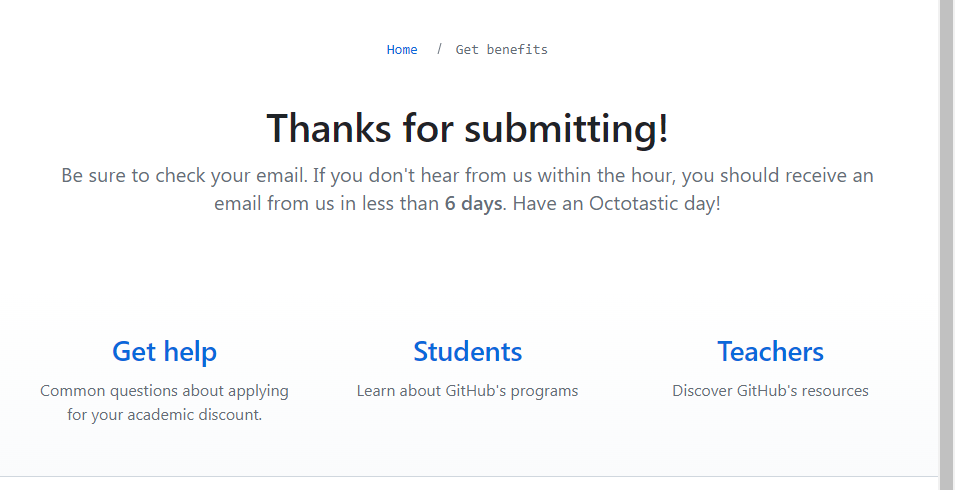 Home / Get benefits
Thanks for submitting!
Be sure to check your email. If you don't hear from us within the hour, you should receive an
email from us in less than 6 days. Have an Octotastic day!
Get help
Common questions about applying
for your academic discount.
Students
Learn about GitHub's programs
Teachers
Discover GitHub's resources